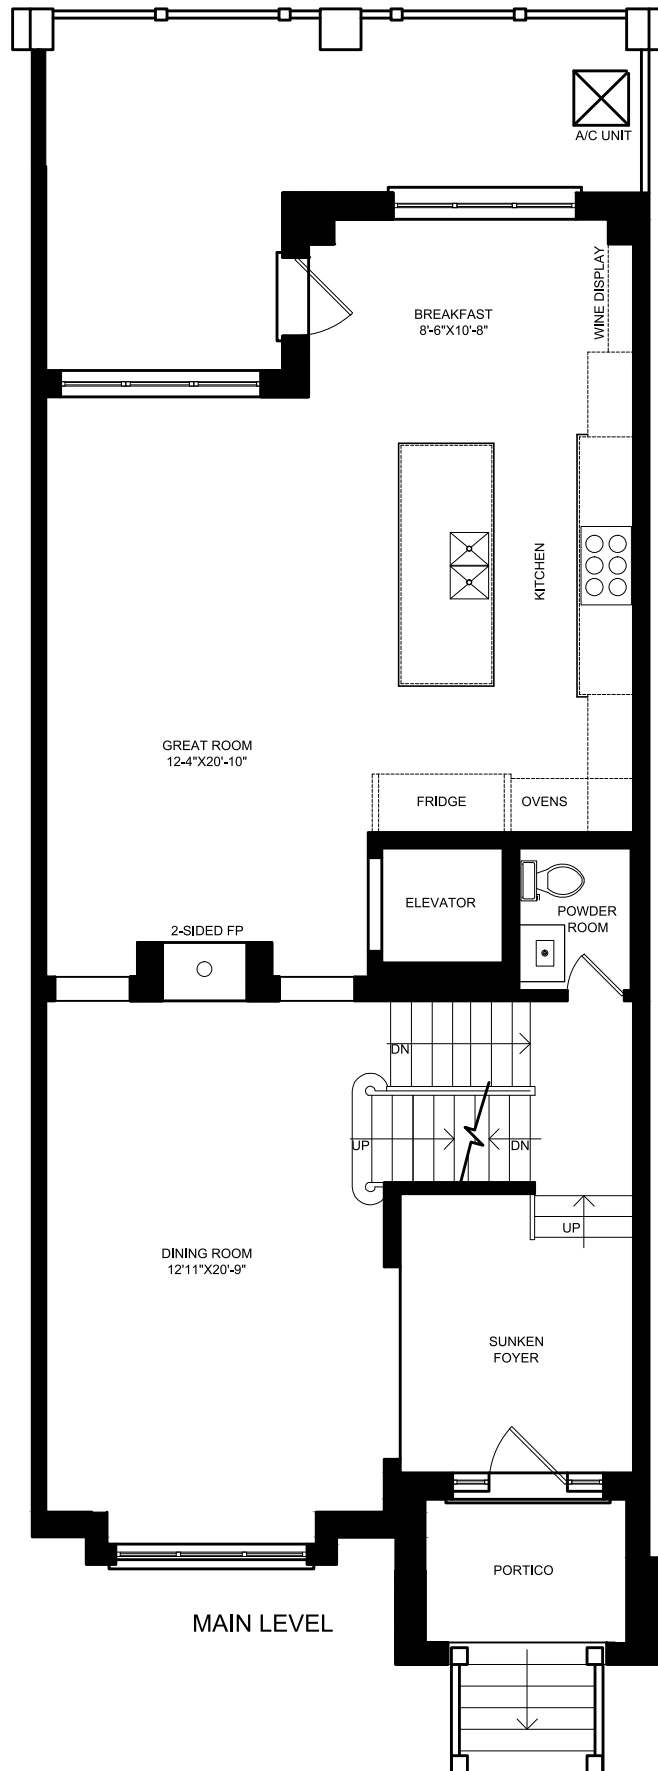 A/C UNIT
BREAKFAST
8'-6"X10'-8"
WINE DISPLAY
KITCHEN
GREAT ROOM
12-4"X20'-10"
FRIDGE
OVENS
ELEVATOR
POWDER
ROOM
2-SIDED FP
DN
UP
DN
UP
DINING ROOM
12'11"X20'-9"
SUNKEN
FOYER
PORTICO
MAIN LEVEL